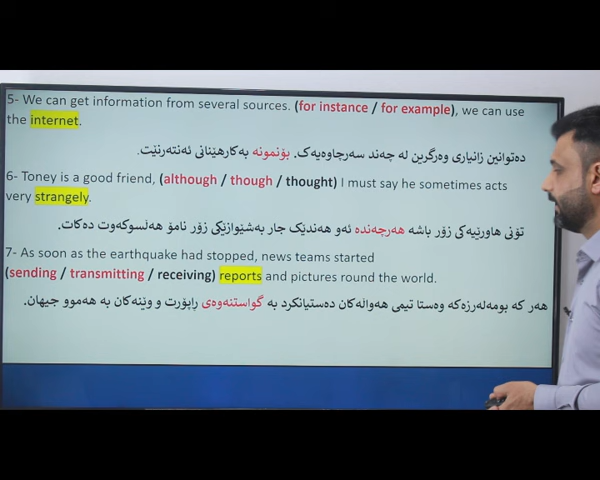 5- We can get information from several sources. (for instance / for example), we can use
the internet.
دەتوانین زانیاری وەرگرین لە چەند سەرچاوەیەک. بۆنمونە بەکارهێنانی ئەنتەرنێت.
6- Toney is a good friend, (although / though / thought) I must say he sometimes acts
very strangely.
تۆنی هاوڕێیەکی زۆر باشە هەرچەندە ئەو هەندێک جار بەشێوازێکی زۆر نامۆ هەڵسوکەوت دەکات.
7- As soon as the earthquake had stopped, news teams started
(sending / transmitting / receiving) reports and pictures round the world.
هەر کە بومەلەرزەکە وەستا تیمی هەواڵەکان دەستیانکرد بە گواستنەوەی ڕاپۆرت و وێنەکان بە هەموو جیهان.